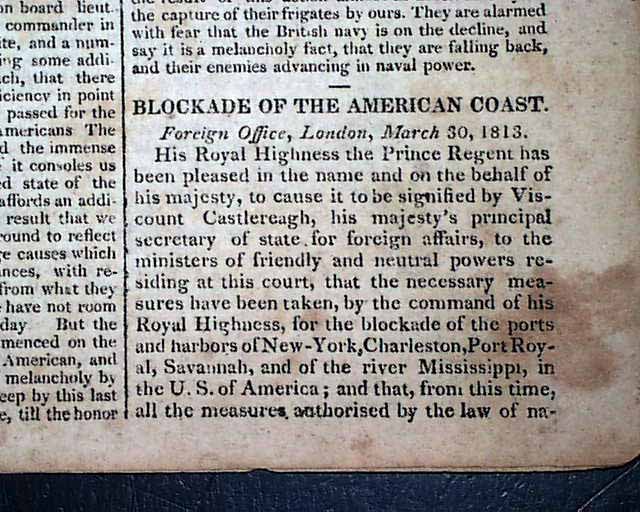 on board lieut.
commander in
ite, and a num-
some addi-
ch, that there
iciency in point
passed for the
mericans The
d the immense
it consoles us
ed state of the
affords an addi-
result that we
round to reflect
e causes which
ances, with re-
from what they
have not room
day. But the
menced on the
American, and
melancholy by
eep by this last
e, till the honor
the capture of their frigates by ours. They are alarmed
with fear that the British navy is on the decline, and
say it is a melancholy fact, that they are falling back,
and their enemies advancing in naval power.
BLOCKADE OF THE AMERICAN COAST.
Foreign Office, London, March 30, 1813.
His Royal Highness the Prince Regent has
been pleased in the name and on the behalf of
his majesty, to cause it to be signified by Vis-
count Castlereagh, his majesty's principal
secretary of state for foreign affairs, to the
ministers of friendly and neutral powers re-
siding at this court, that the necessary mea-
sures have been taken, by the command of his
Royal Highness, for the blockade of the ports
and harbors of New-York, Charleston, Port Roy-
al, Savannah, and of the river Mississippi, in
the U. S. of America; and that, from this time,
all the measures authorised by the law of na-